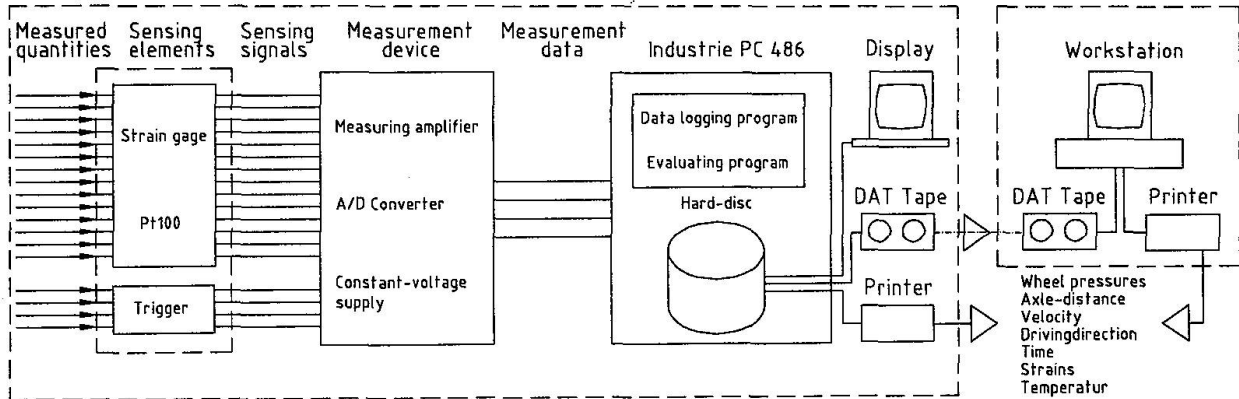 Measured quantities
Sensing elements
Sensing signals
Measurement device
Measurement data
Industrie PC 486
Display
Workstation
Strain gage
Pt100
Trigger
Measuring amplifier
A/D Converter
Constant-voltage
supply
Data logging program
Evaluating program
Hard-disc
DAT Tape
Printer
DAT Tape
Printer
Wheel pressures
Axle-distance
Velocity
Drivingdirection
Time
Strains
Temperatur